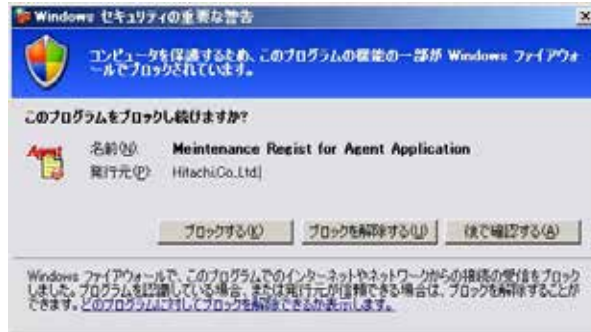 Windows セキュリティの重要な警告
コンピュータを保護するため、このプログラムの機能の一部が Windows ファイアウォ
ールでブロックされています。
このプログラムをブロックし続けますか?
Agent
名前(N) Meintenance Regist for Agent Application
発行元(P) Hitachi.Co.Ltd
ブロックする(K)
ブロックを解除する(U)
後で確認する(A)
Windows ファイアウォールで、このプログラムでのインターネットやネットワークからの接続の受信をブロック
しました。プログラムを認識している場合、または発行元が信頼できる場合は、ブロックを解除することが
できます。どのプログラムに対してブロックを解除できるか表示します。